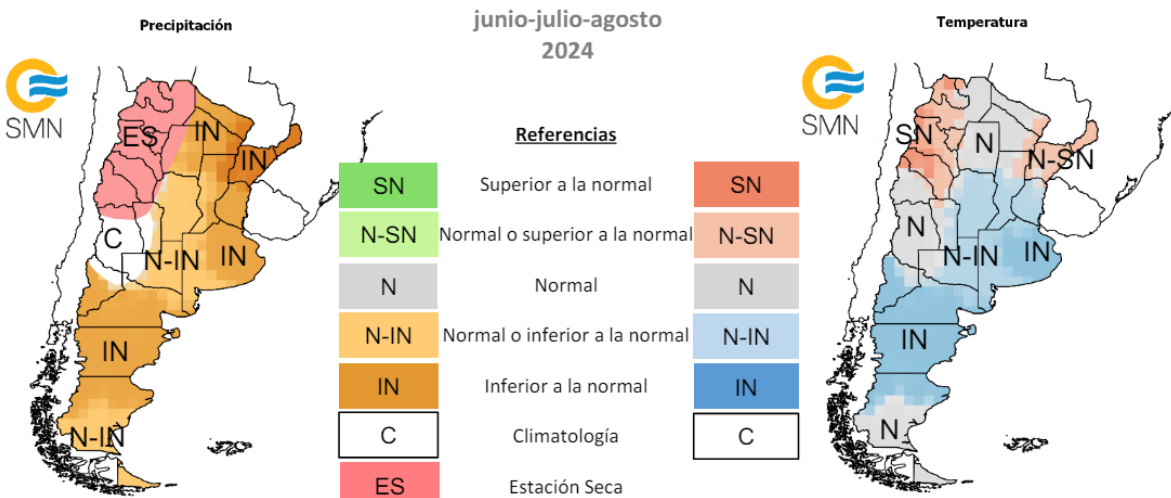 junio-julio-agosto
2024
Precipitación
SMN
ES
IN
IN
C
N-IN
IN
IN
N-IN
Referencias
SN Superior a la normal SN
N-SN Normal o superior a la normal N-SN
N Normal N
N-IN Normal o inferior a la normal N-IN
IN Inferior a la normal IN
C Climatología C
ES Estación Seca
Temperatura
SMN
SN
N
N-SN
N
N-IN
IN
IN
N